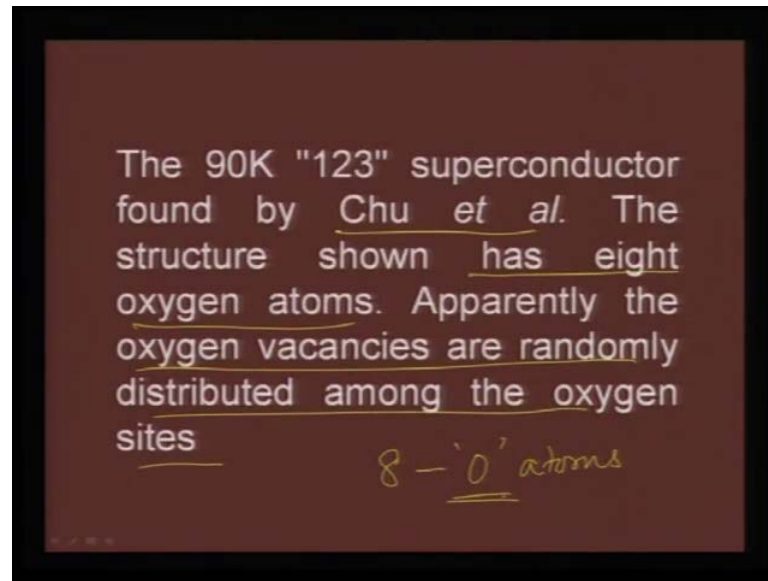 The 90K "123" superconductor
found by Chu et al. The
structure shown has eight
oxygen atoms. Apparently the
oxygen vacancies are randomly
distributed among the oxygen
sites
8 - 'O' atoms